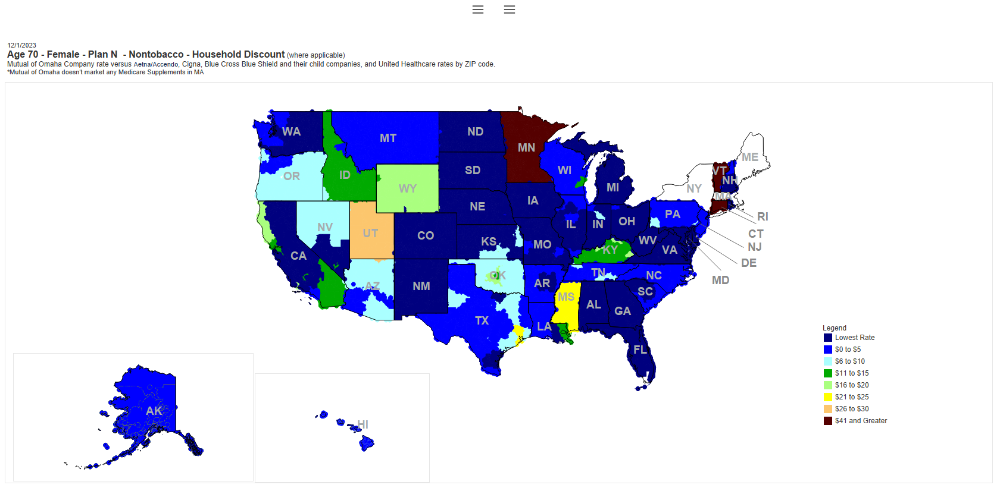 12/1/2023
Age 70 - Female - Plan N - Nontobacco - Household Discount (where applicable)
Mutual of Omaha Company rate versus Aetna/Accendo, Cigna, Blue Cross Blue Shield and their child companies, and United Healthcare rates by ZIP code.
*Mutual of Omaha doesn't market any Medicare Supplements in MA
WA
MT
ND
MN
OR
ID
WY
SD
WI
MI
NY
VT
NH
ME
MA
NV
UT
CO
NE
IA
IL
IN
OH
PA
RI
CT
NJ
DE
MD
CA
KS
MO
KY
WV
VA
AZ
NM
OK
AR
TN
NC
SC
TX
LA
MS
AL
GA
FL
AK
HI
Legend
Lowest Rate
$0 to $5
$6 to $10
$11 to $15
$16 to $20
$21 to $25
$26 to $30
$41 and Greater